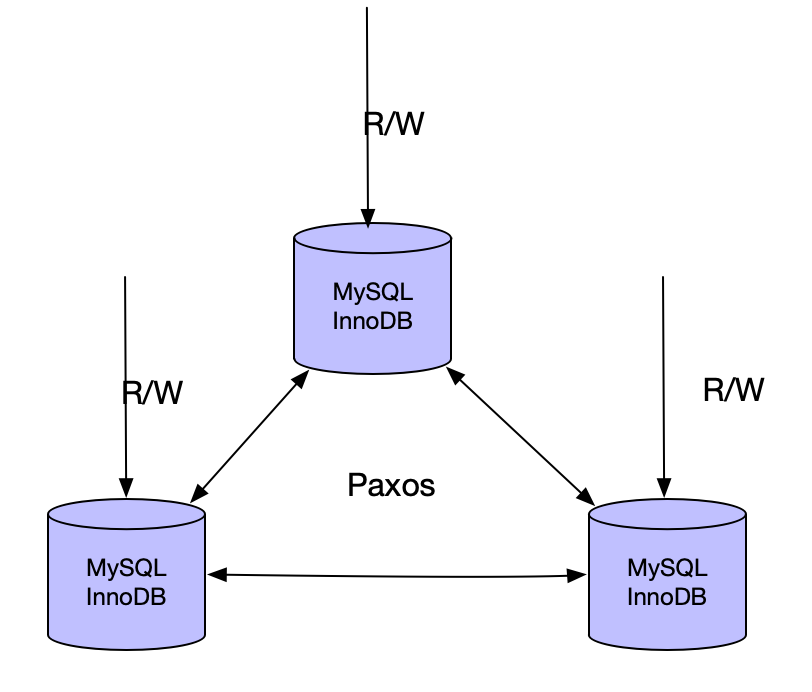 R/W
MySQL
InnoDB
R/W
R/W
Paxos
MySQL
InnoDB
MySQL
InnoDB